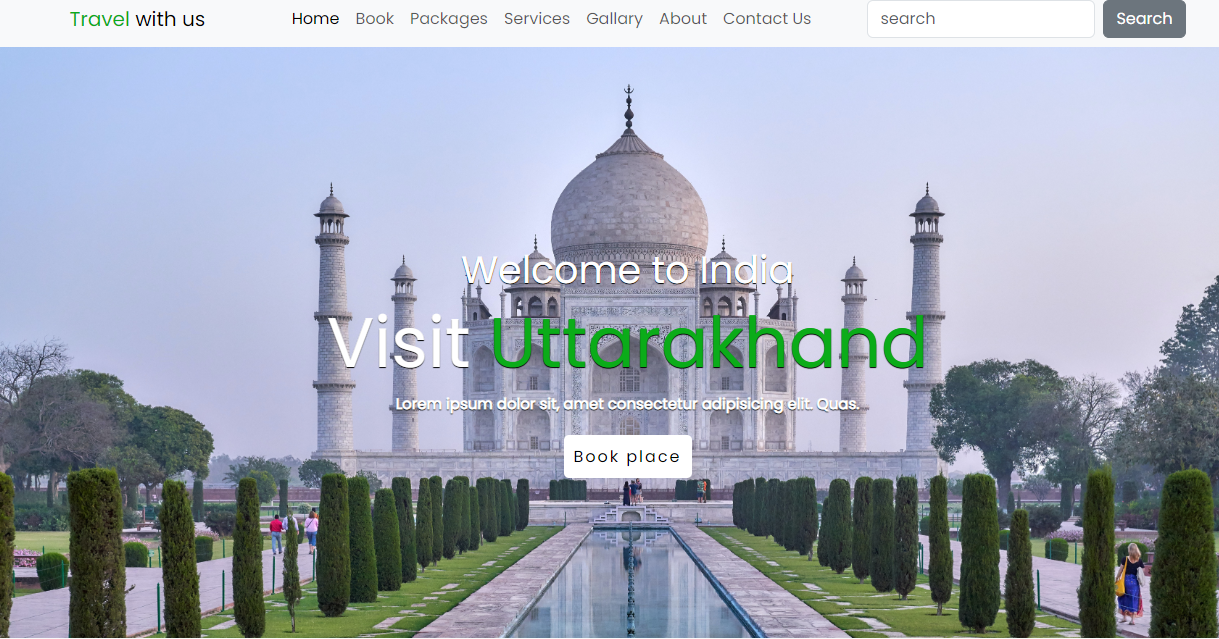 Travel with us
Home Book Packages Services Gallary About Contact Us
search
Search
Welcome to India
Visit Uttarakhand
Lorem ipsum dolor sit, amet consectetur adipisicing elit. Quas.
Book place